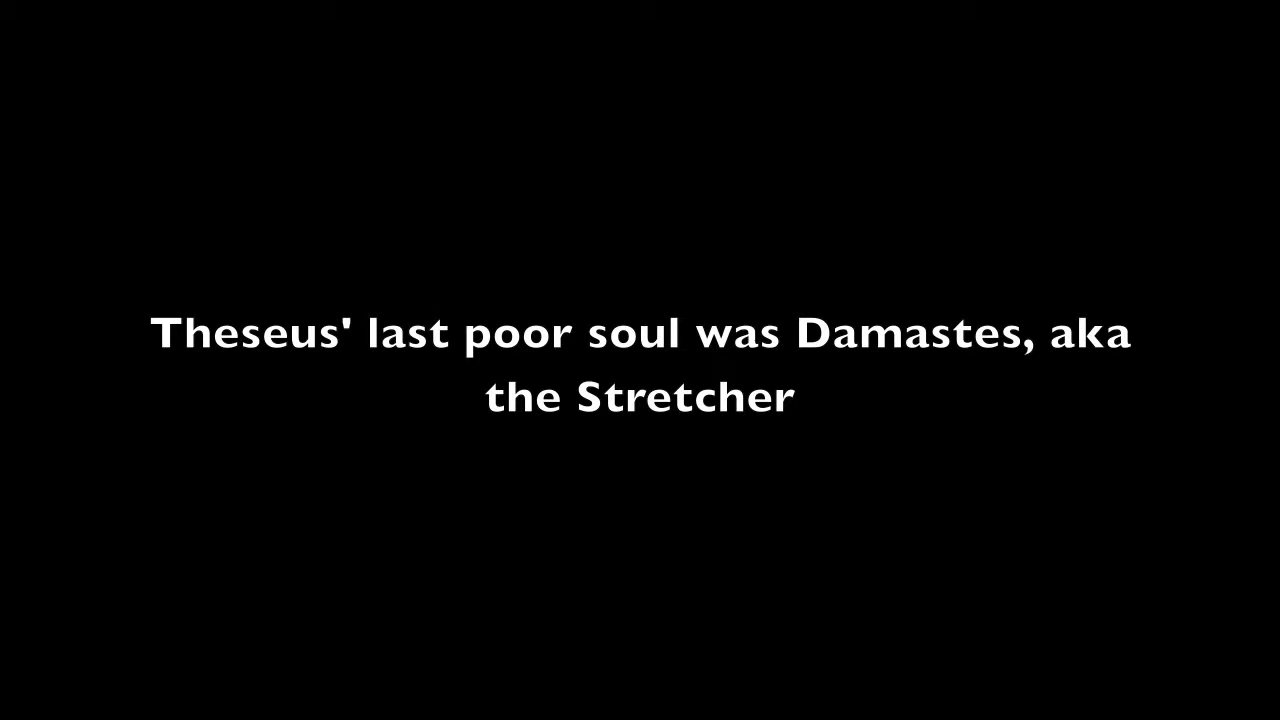 Theseus' last poor soul was Damastes, aka
the Stretcher